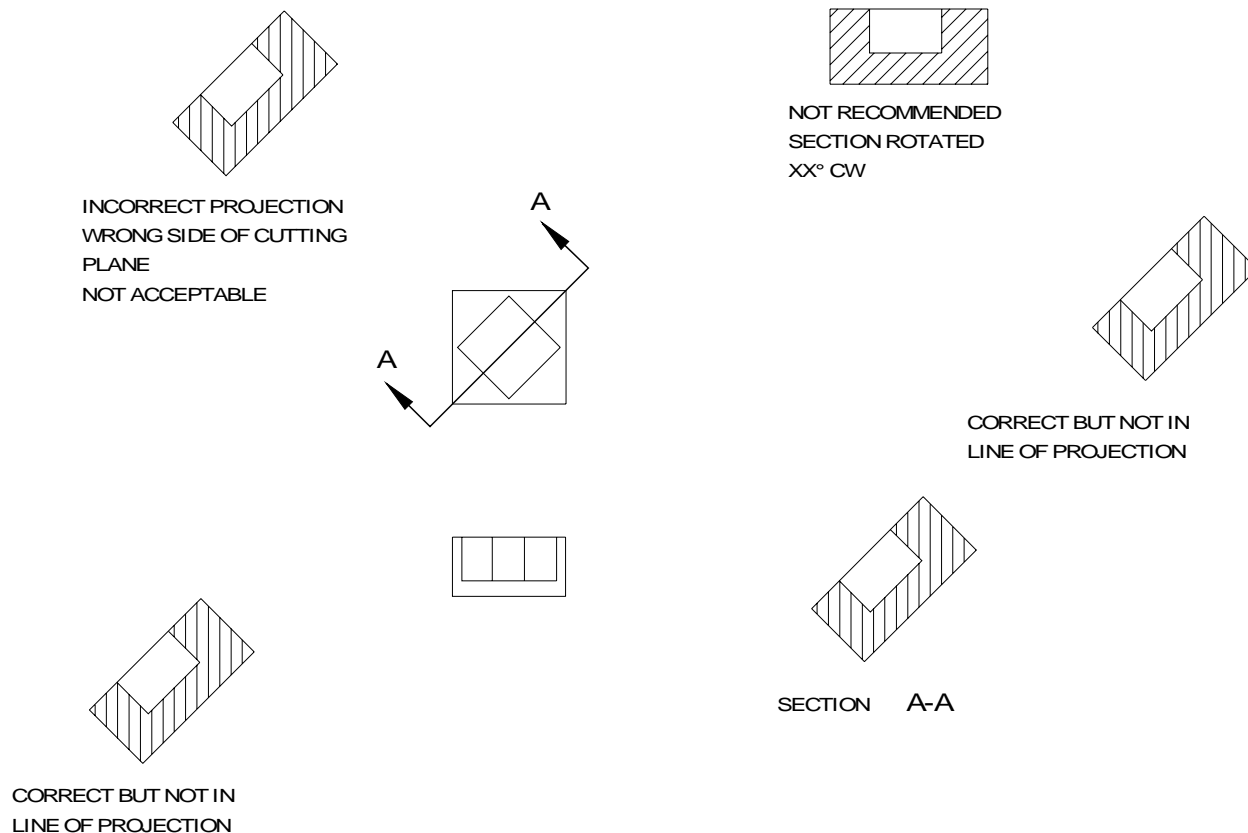 NOT RECOMMENDED
SECTION ROTATED
XX° CW
INCORRECT PROJECTION
WRONG SIDE OF CUTTING
PLANE
NOT ACCEPTABLE
A
A
CORRECT BUT NOT IN
LINE OF PROJECTION
SECTION A-A
CORRECT BUT NOT IN
LINE OF PROJECTION